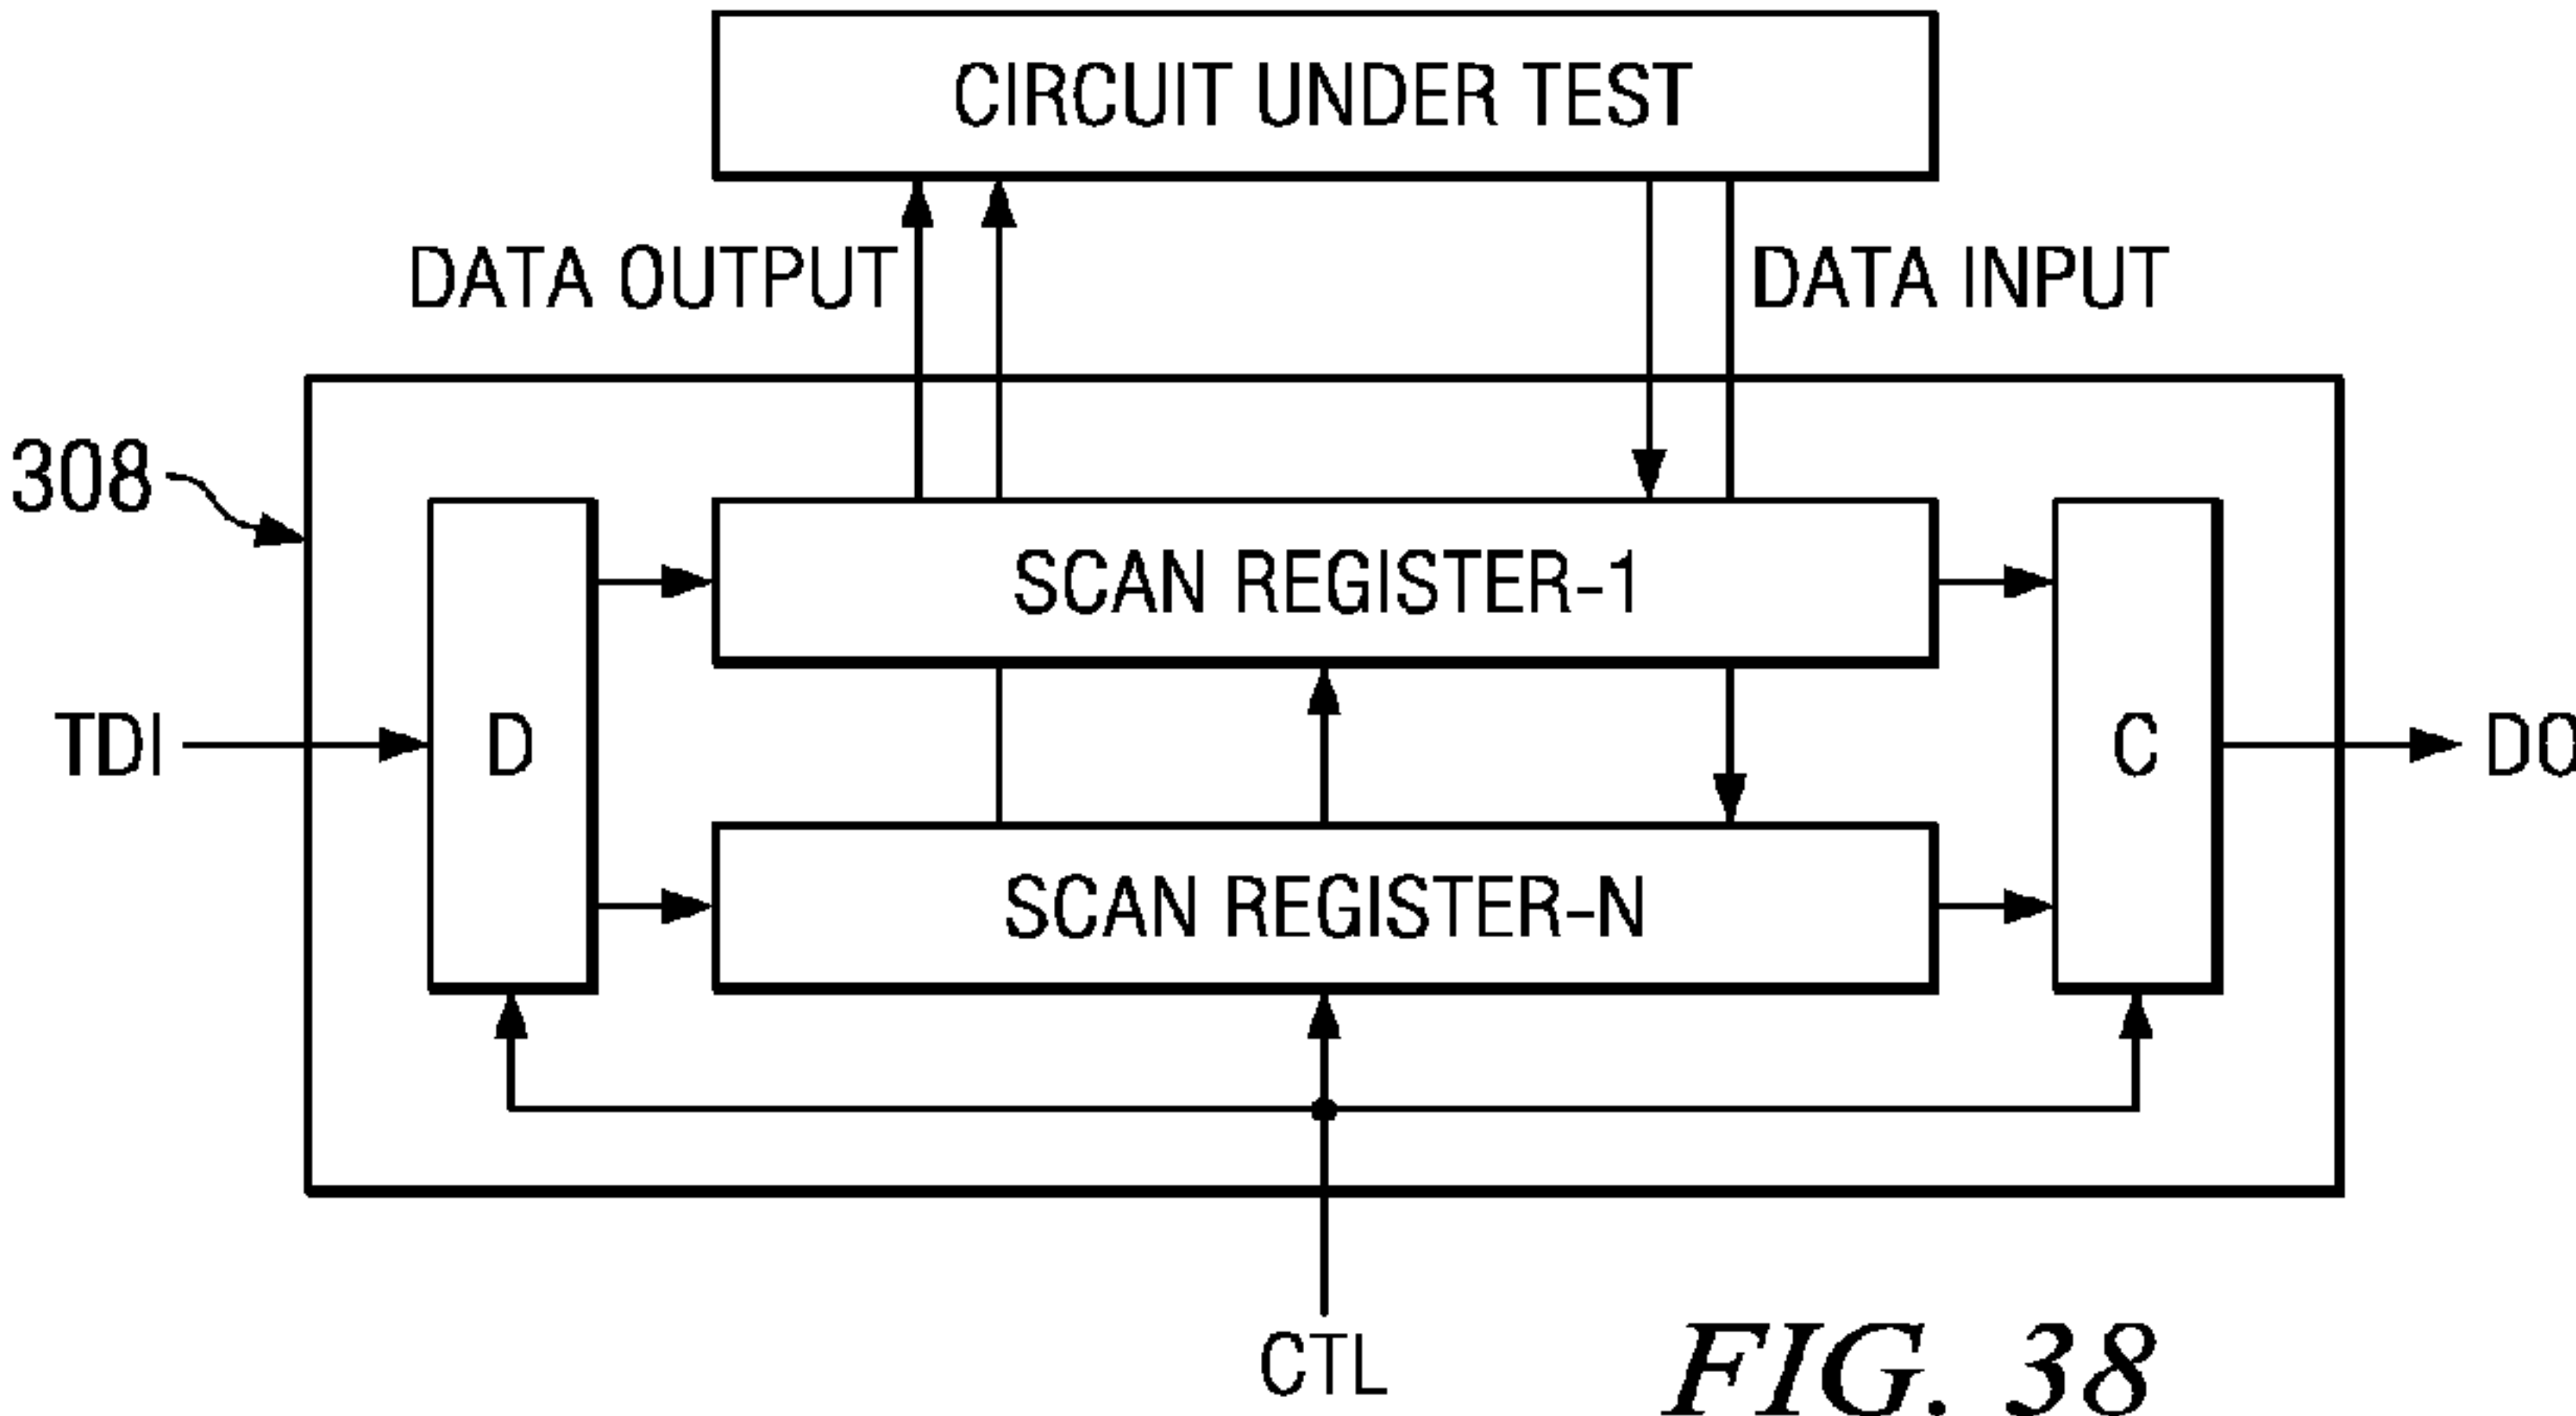 CIRCUIT UNDER TEST
DATA OUTPUT
DATA INPUT
308
SCAN REGISTER-1
TDI
D
C
DO
SCAN REGISTER-N
CTL
FIG. 38